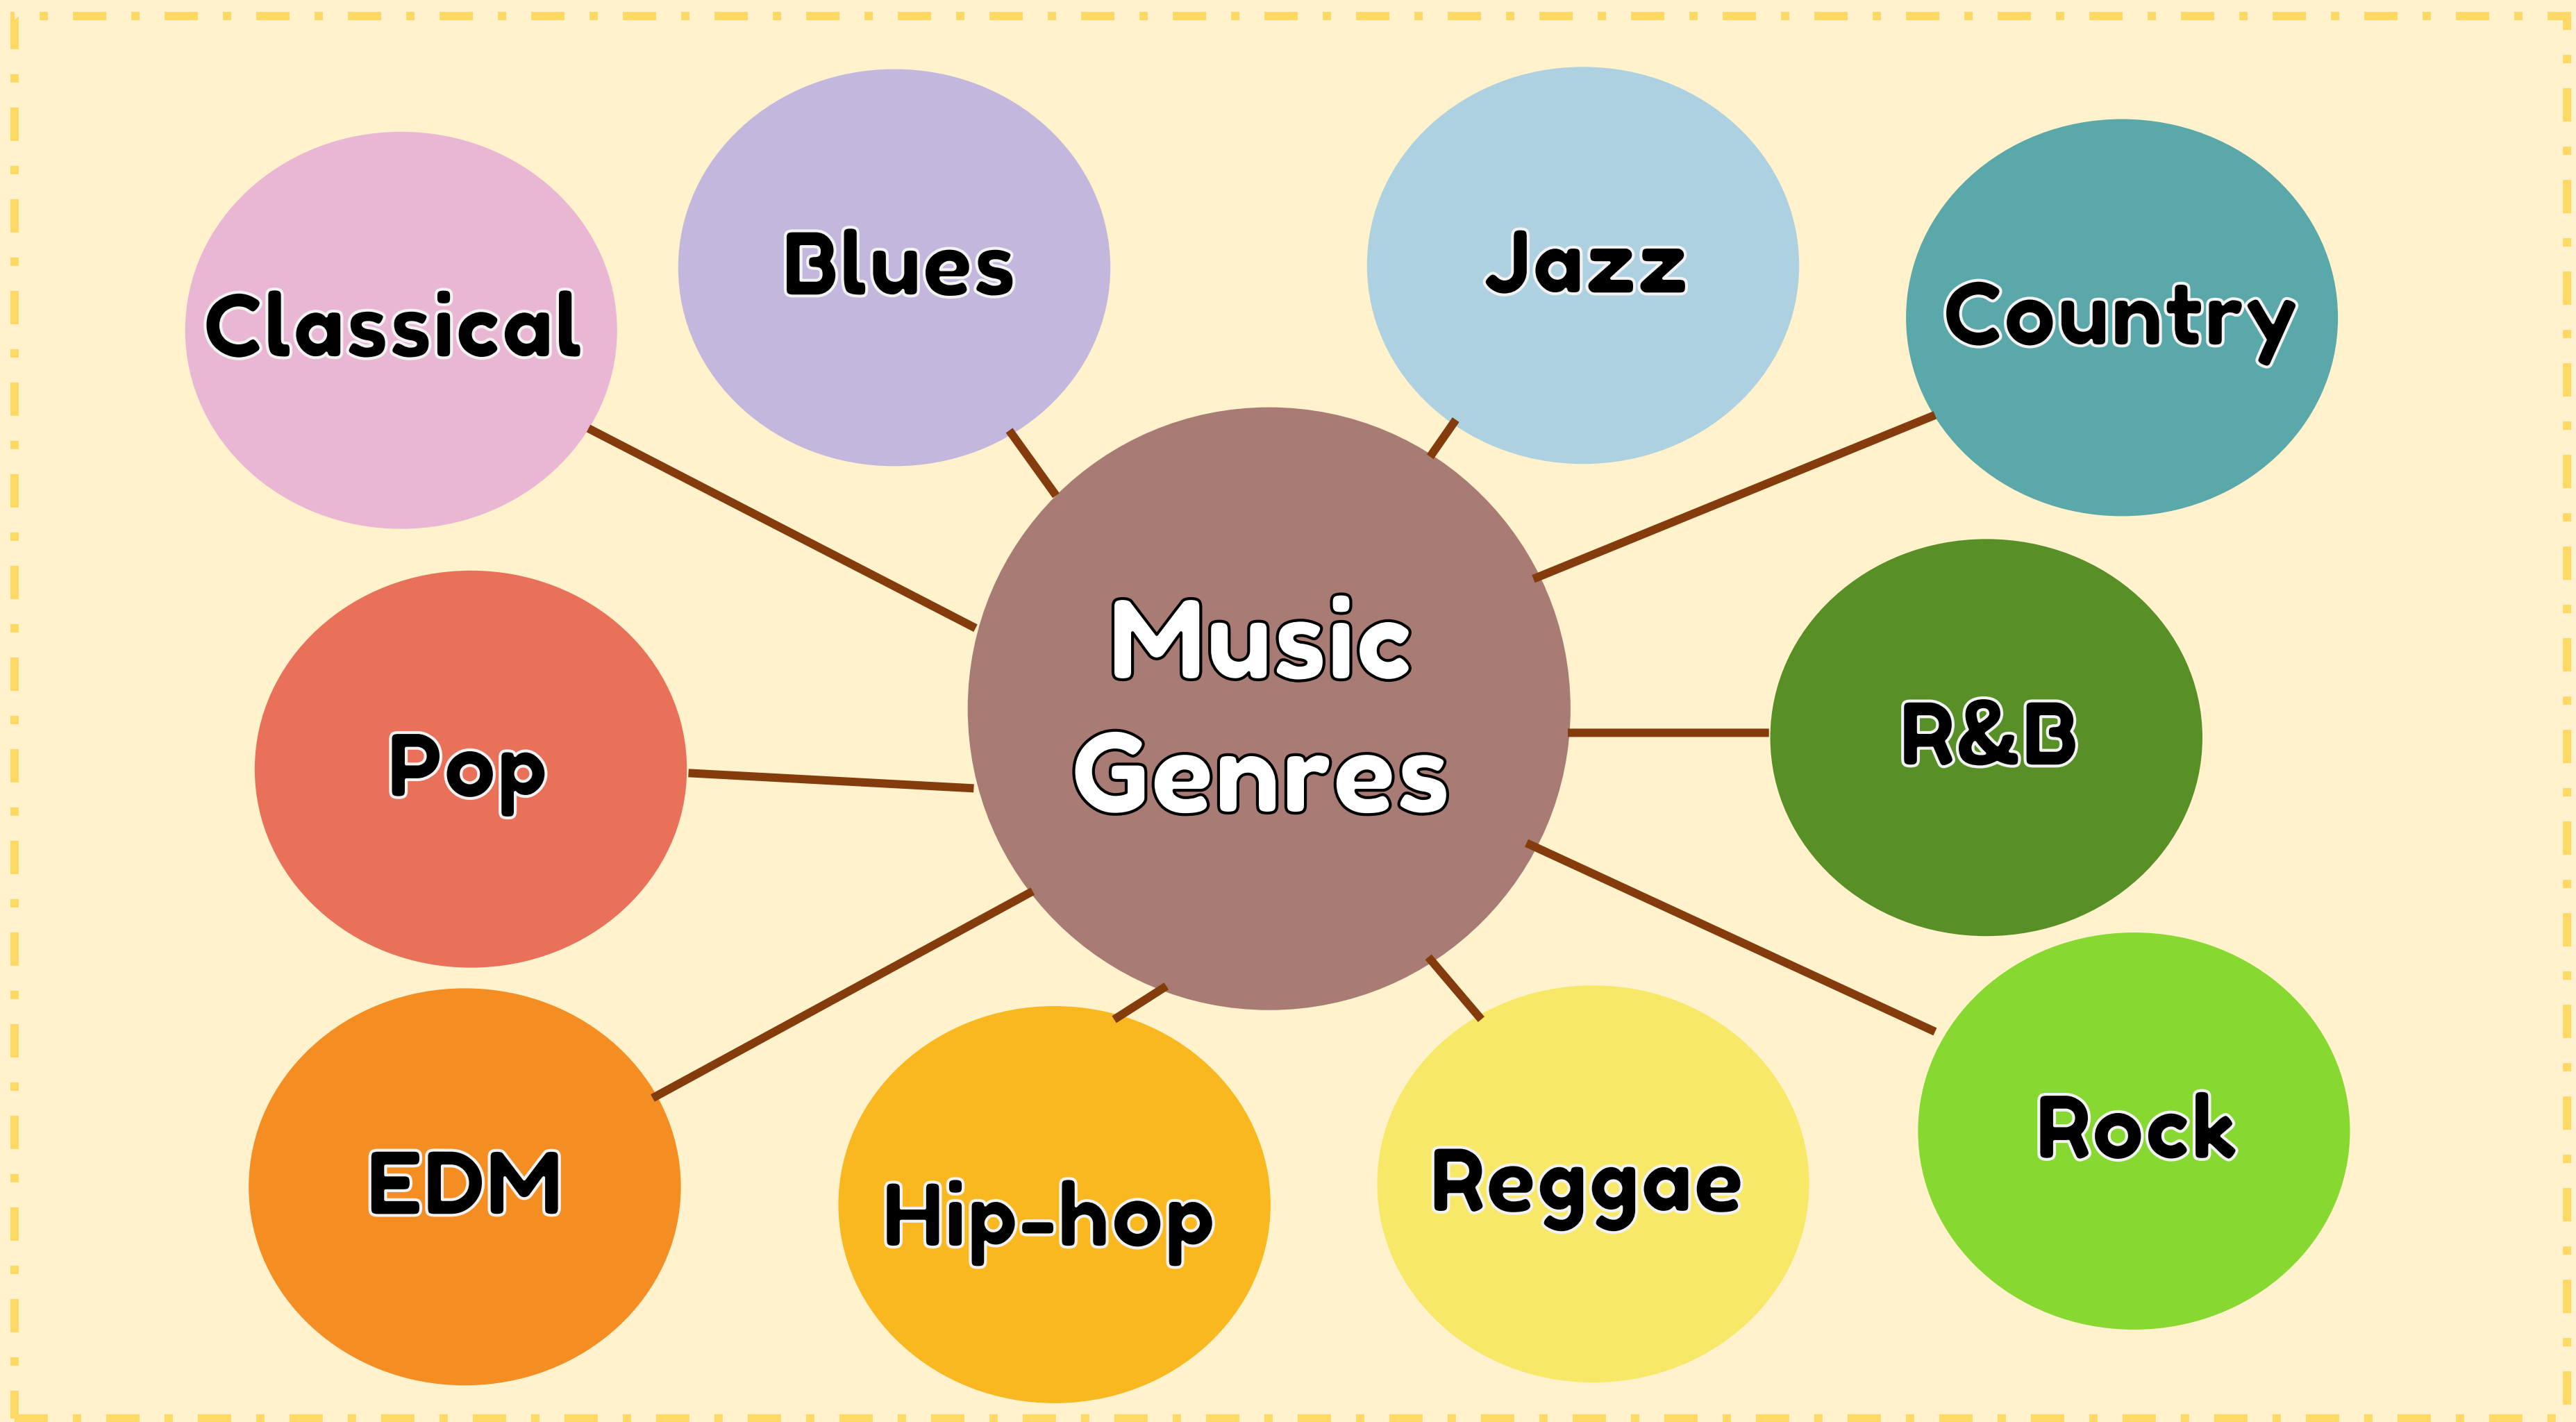 Classical
Blues
Jazz
Country
Music
Genres
Pop
R&B
EDM
Hip-hop
Reggae
Rock